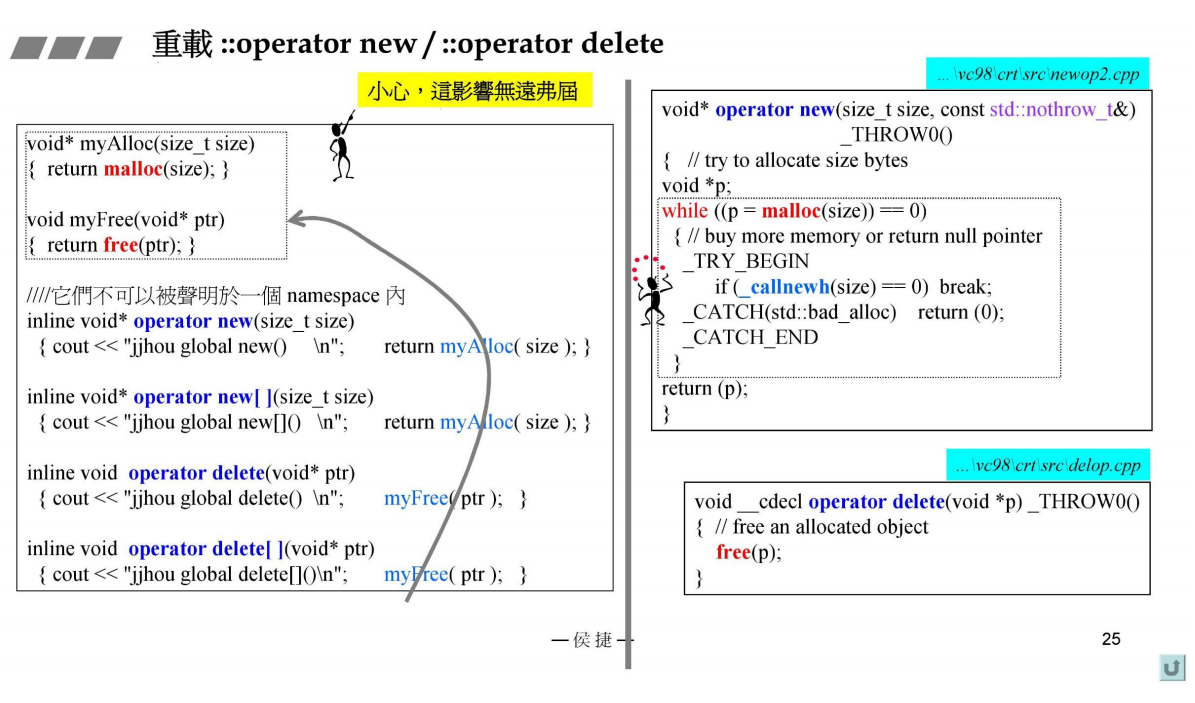 重載 ::operator new / ::operator delete
小心，這影響無遠弗屆
void* myAlloc(size_t size)
{ return malloc(size); }
void myFree(void* ptr)
{ return free(ptr); }
////它們不可以被聲明於一個 namespace 內
inline void* operator new(size_t size)
{ cout << "jjhou global new() \n"; return myAlloc( size ); }
inline void* operator new[ ](size_t size)
{ cout << "jjhou global new[]() \n"; return myAlloc( size ); }
inline void operator delete(void* ptr)
{ cout << "jjhou global delete() \n"; myFree( ptr ); }
inline void operator delete[ ](void* ptr)
{ cout << "jjhou global delete[]()\n"; myFree( ptr ); }
...\vc98\crt\src\newop2.cpp
void* operator new(size_t size, const std::nothrow_t&)
_THROW0()
{ // try to allocate size bytes
void *p;
while ((p = malloc(size)) == 0)
{ // buy more memory or return null pointer
_TRY_BEGIN
if (_callnewh(size) == 0) break;
_CATCH(std::bad_alloc) return (0);
_CATCH_END
}
return (p);
}
...\vc98\crt\src\delop.cpp
void __cdecl operator delete(void *p) _THROW0()
{ // free an allocated object
free(p);
}
— 侯捷 —
25